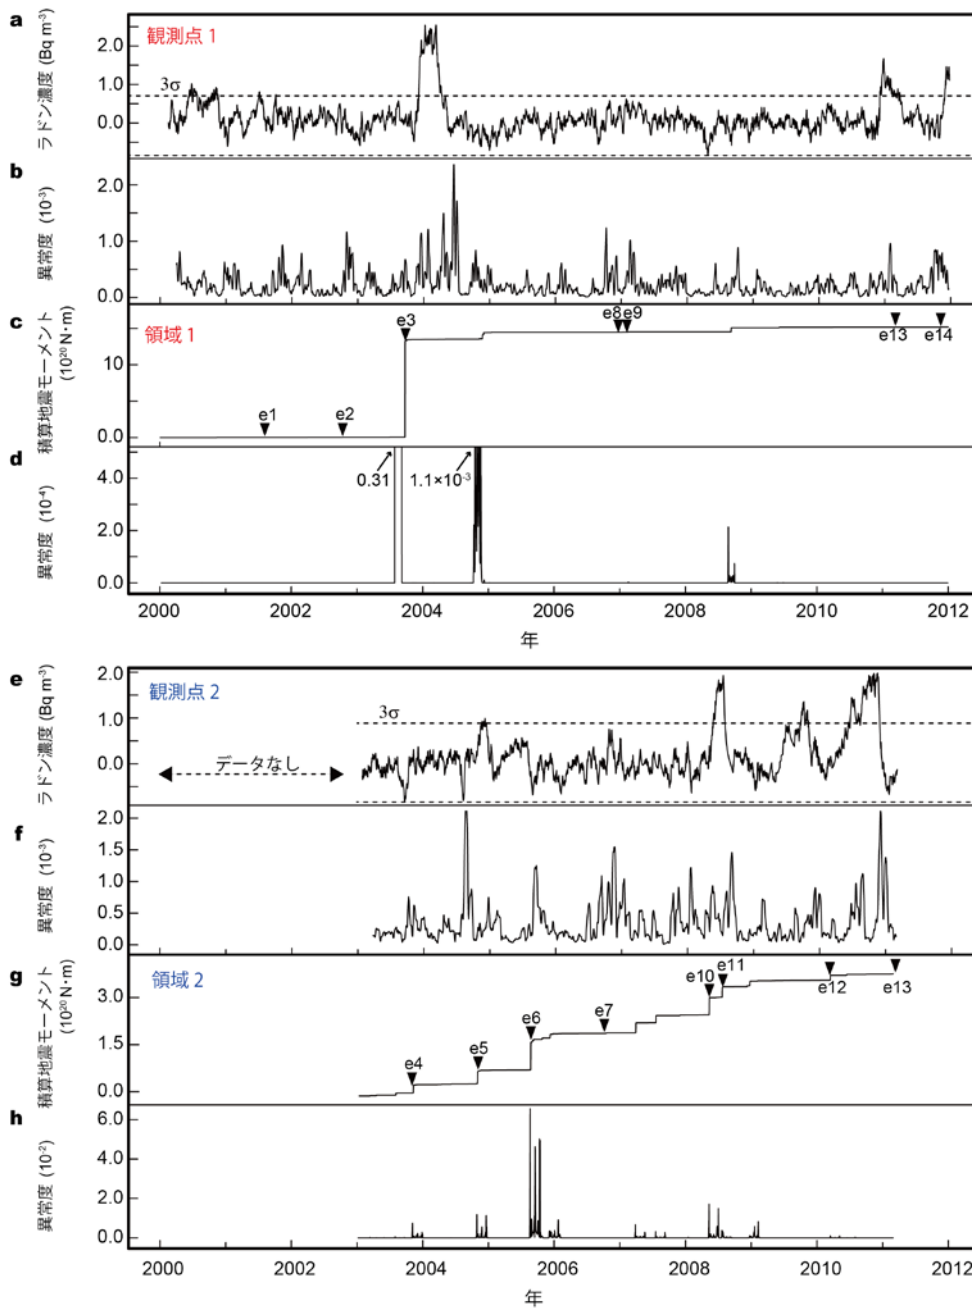 a
観測点 1
ラドン濃度 (Bq m⁻³)
2.0
1.0
0.0
3σ
b
異常度 (10⁻³)
2.0
1.0
0.0
c
領域 1
積算地震モーメント
(10²⁰ N·m)
10
0.0
e1
e2
e3
e8
e9
e13
e14
d
異常度 (10⁻⁴)
4.0
2.0
0.0
0.31
1.1×10⁻³
2000
2002
2004
2006
2008
2010
2012
年
e
観測点 2
ラドン濃度 (Bq m⁻³)
2.0
1.0
0.0
3σ
データなし
f
異常度 (10⁻³)
2.0
1.5
1.0
0.5
0.0
g
領域 2
積算地震モーメント
(10²⁰ N·m)
3.0
1.5
0.0
e4
e5
e6
e7
e10
e11
e12
e13
h
異常度 (10⁻²)
6.0
4.0
2.0
0.0
2000
2002
2004
2006
2008
2010
2012
年